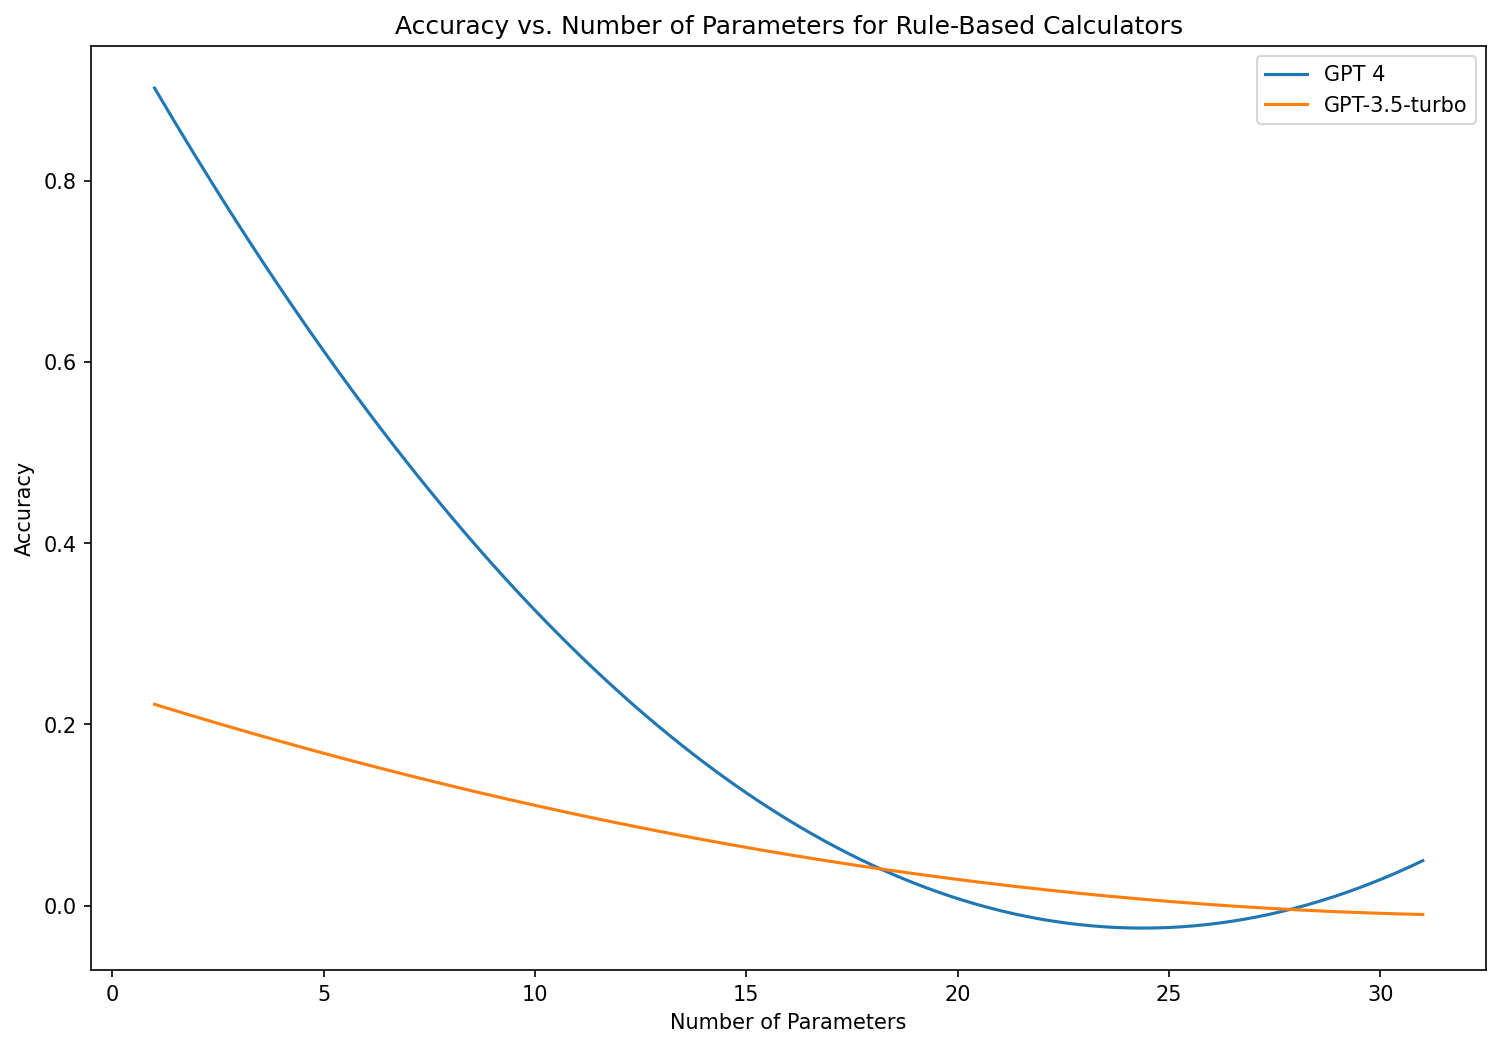 Accuracy vs. Number of Parameters for Rule-Based Calculators
GPT 4
GPT-3.5-turbo
Accuracy
0.8
0.6
0.4
0.2
0.0
0 5 10 15 20 25 30
Number of Parameters